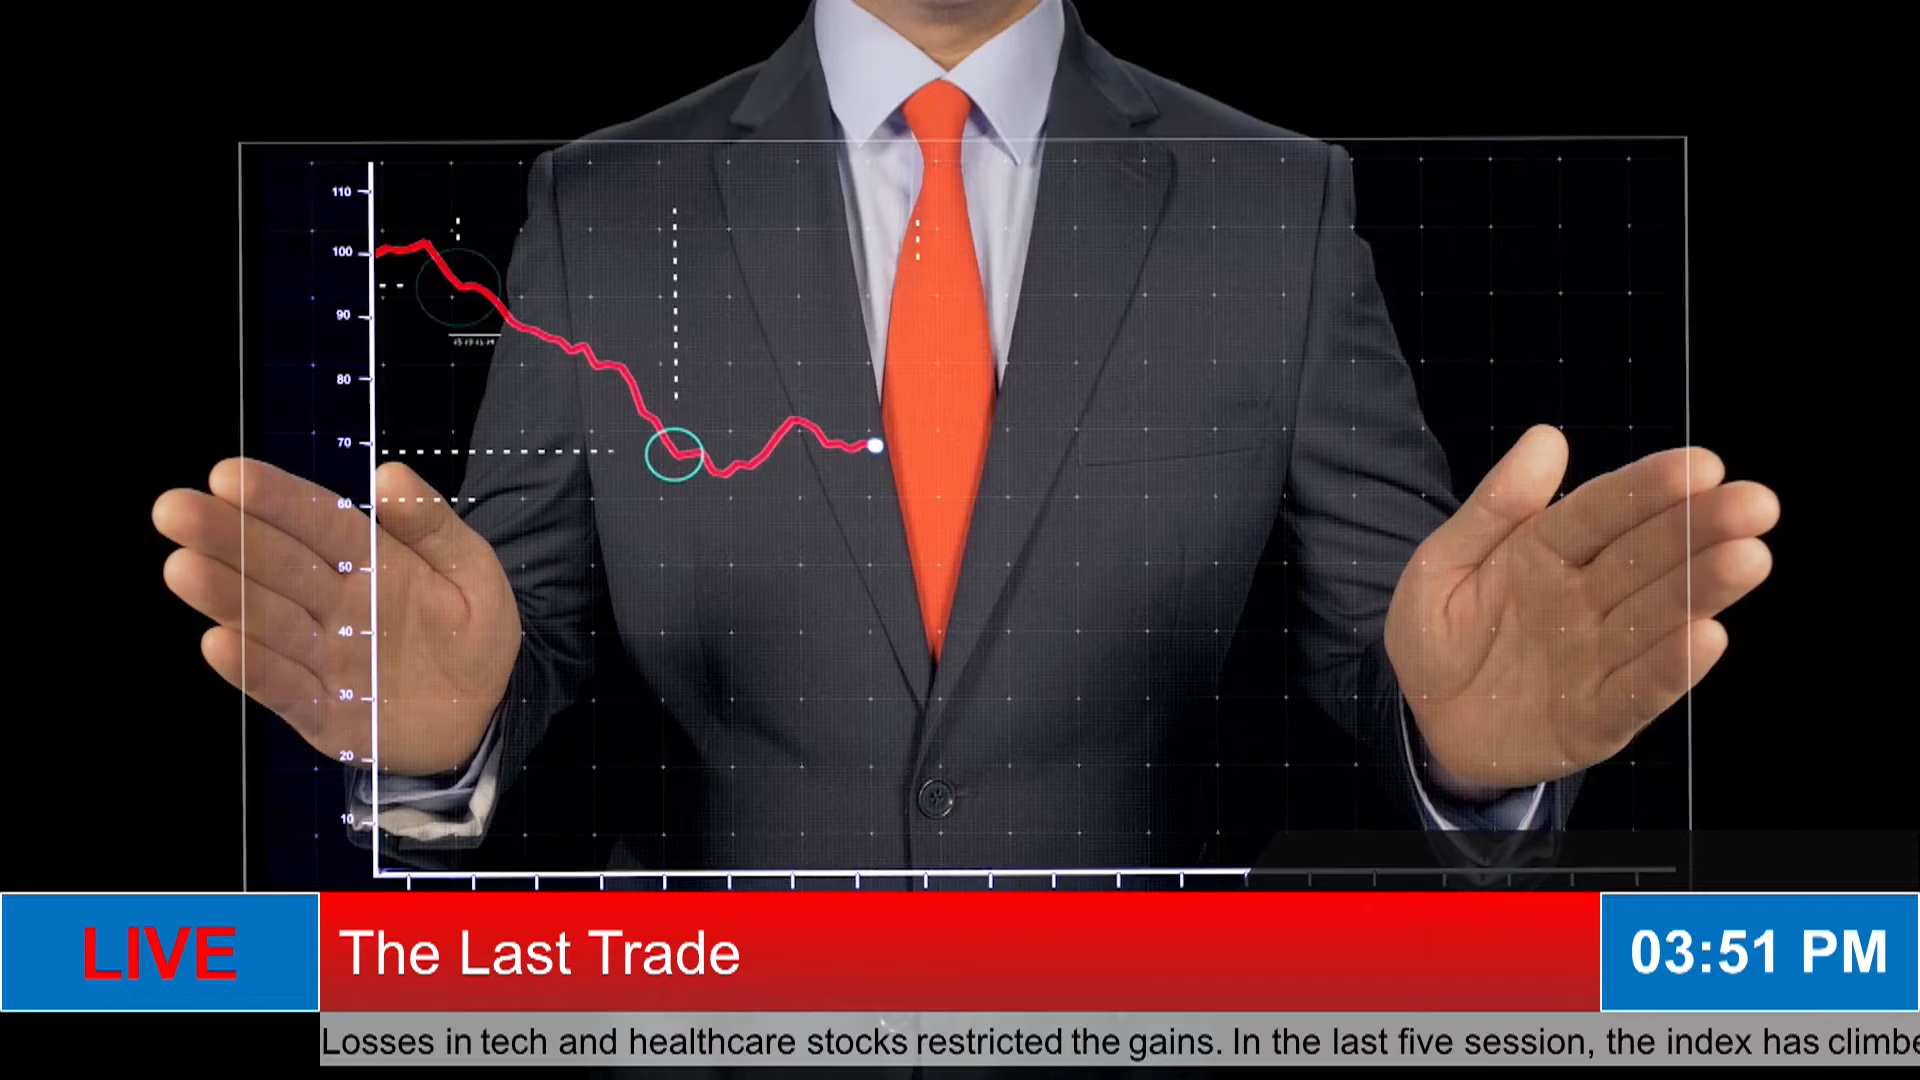 110
100
90
80
70
60
50
40
30
20
10
LIVE
The Last Trade
03:51 PM
Losses in tech and healthcare stocks restricted the gains. In the last five session, the index has climbe